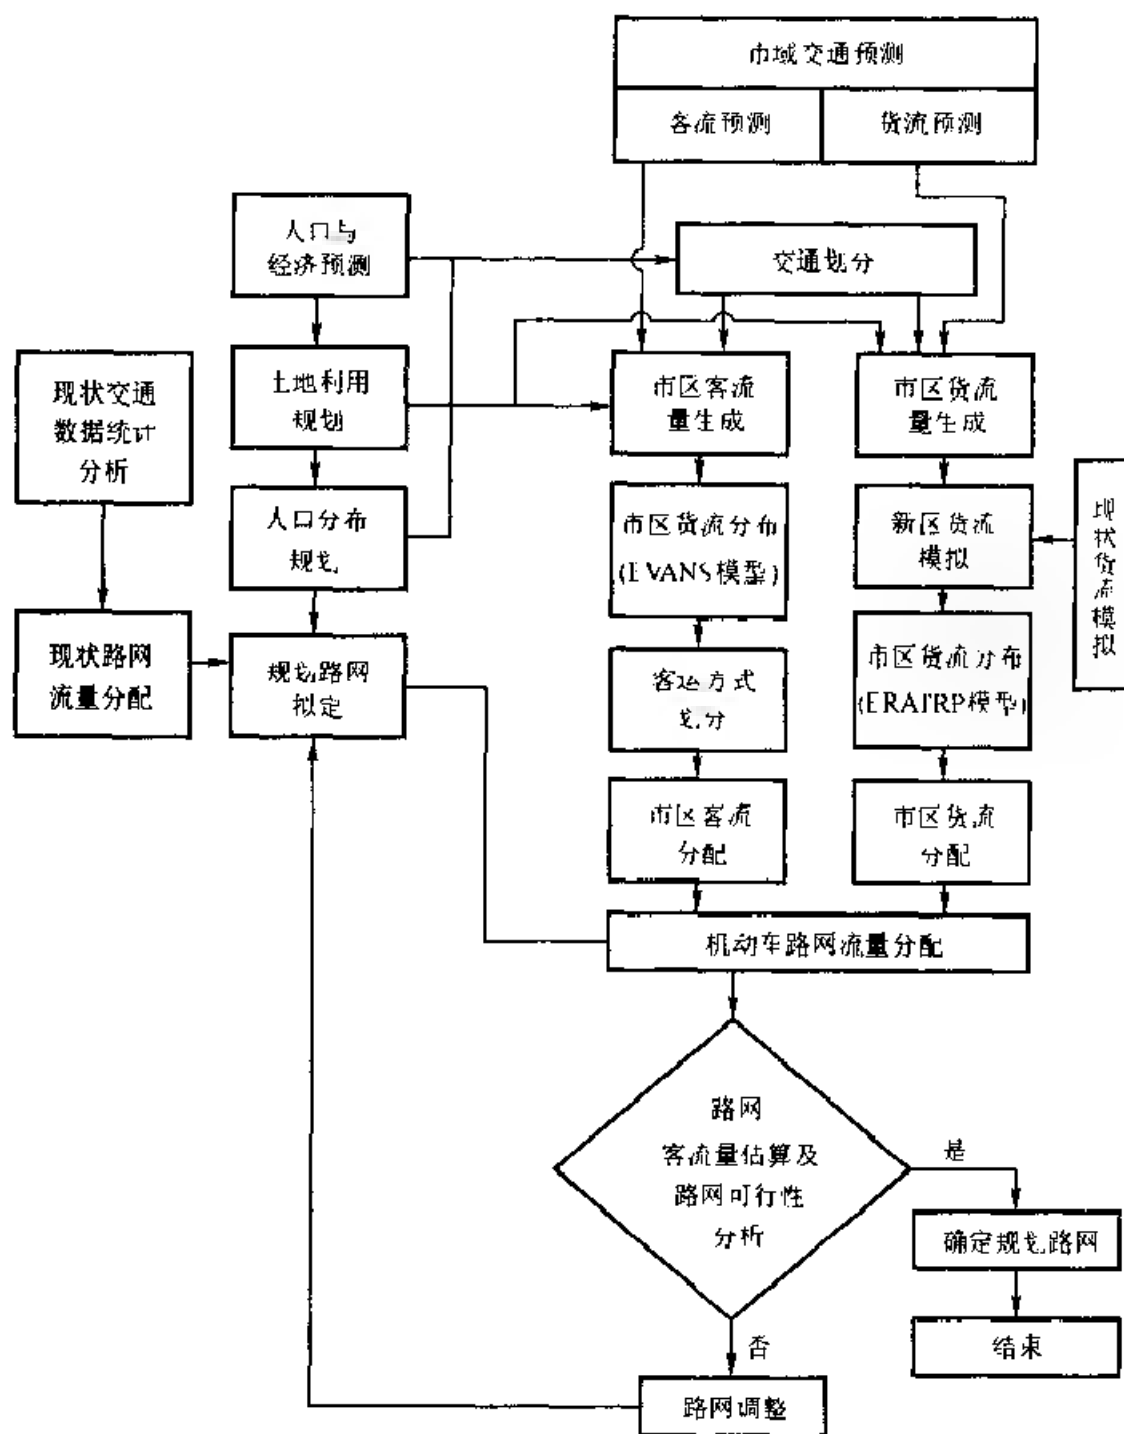 市域交通预测
客流预测
货流预测
人口与
经济预测
交通划分
现状交通
数据统计
分析
土地利用
规划
市区客流
量生成
市区货流
量生成
人口分布
规划
市区货流分布
(EVANS模型)
新区货流
模拟
现状货流模拟
现状路网
流量分配
规划路网
拟定
客运方式
划分
市区货流分布
(ERATRP模型)
市区客流
分配
市区货流
分配
机动车路网流量分配
路网
客流量估算及
路网可行性
分析
是
确定规划路网
结束
否
路网调整